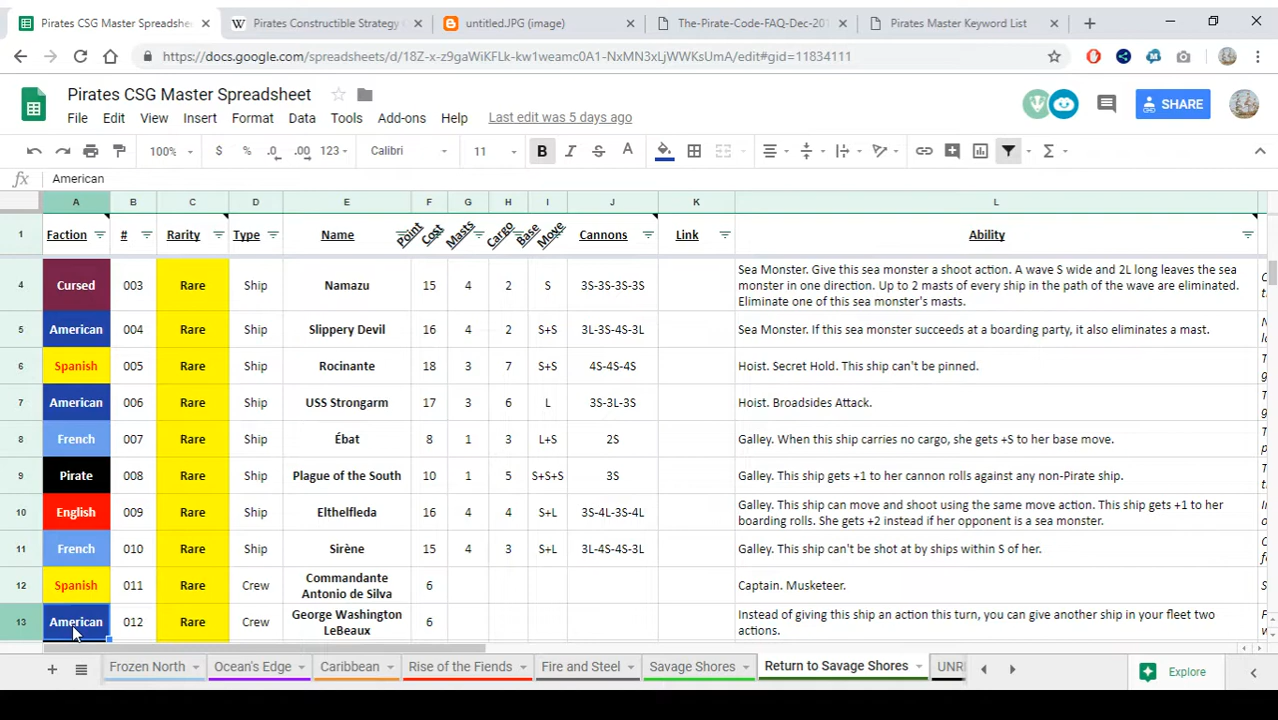 Pirates CSG Master Spreadshee
Pirates Constructible Strategy
untitled.JPG (image)
The-Pirate-Code-FAQ-Dec-201
Pirates Master Keyword List
https://docs.google.com/spreadsheets/d/18Z-x-z9gaWiKFLk-kw1weamc0A1-NxMN3xLjWWKsUmA/edit#gid=11834111
Pirates CSG Master Spreadsheet
SHARE
File Edit View Insert Format Data Tools Add-ons Help Last edit was 5 days ago
100% $ % .0 .00 123 Calibri 11 B I S A
fx American
A B C D E F G H I J K L
1 Faction # Rarity Type Name Point Cost Masts Cargo Base Move Cannons Link Ability
4 Cursed 003 Rare Ship Namazu 15 4 2 S 3S-3S-3S-3S Sea Monster. Give this sea monster a shoot action. A wave S wide and 2L long leaves the sea
monster in one direction. Up to 2 masts of every ship in the path of the wave are eliminated.
Eliminate one of this sea monster's masts.
5 American 004 Rare Ship Slippery Devil 16 4 2 S+S 3L-3S-4S-3L Sea Monster. If this sea monster succeeds at a boarding party, it also eliminates a mast.
6 Spanish 005 Rare Ship Rocinante 18 3 7 S+S 4S-4S-4S Hoist. Secret Hold. This ship can't be pinned.
7 American 006 Rare Ship USS Strongarm 17 3 6 L 3S-3L-3S Hoist. Broadsides Attack.
8 French 007 Rare Ship Ébat 8 1 3 L+S 2S Galley. When this ship carries no cargo, she gets +S to her base move.
9 Pirate 008 Rare Ship Plague of the South 10 1 5 S+S+S 3S Galley. This ship gets +1 to her cannon rolls against any non-Pirate ship.
10 English 009 Rare Ship Elthelfleda 16 4 4 S+L 3S-4L-3S-4L Galley. This ship can move and shoot using the same move action. This ship gets +1 to her
boarding rolls. She gets +2 instead if her opponent is a sea monster.
11 French 010 Rare Ship Sirène 15 4 3 S+L 3L-4S-4S-3L Galley. This ship can't be shot at by ships within S of her.
12 Spanish 011 Rare Crew Commandante
Antonio de Silva 6 Captain. Musketeer.
13 American 012 Rare Crew George Washington
LeBeaux 6 Instead of giving this ship an action this turn, you can give another ship in your fleet two
actions.
Frozen North Ocean's Edge Caribbean Rise of the Fiends Fire and Steel Savage Shores Return to Savage Shores UNR
Explore